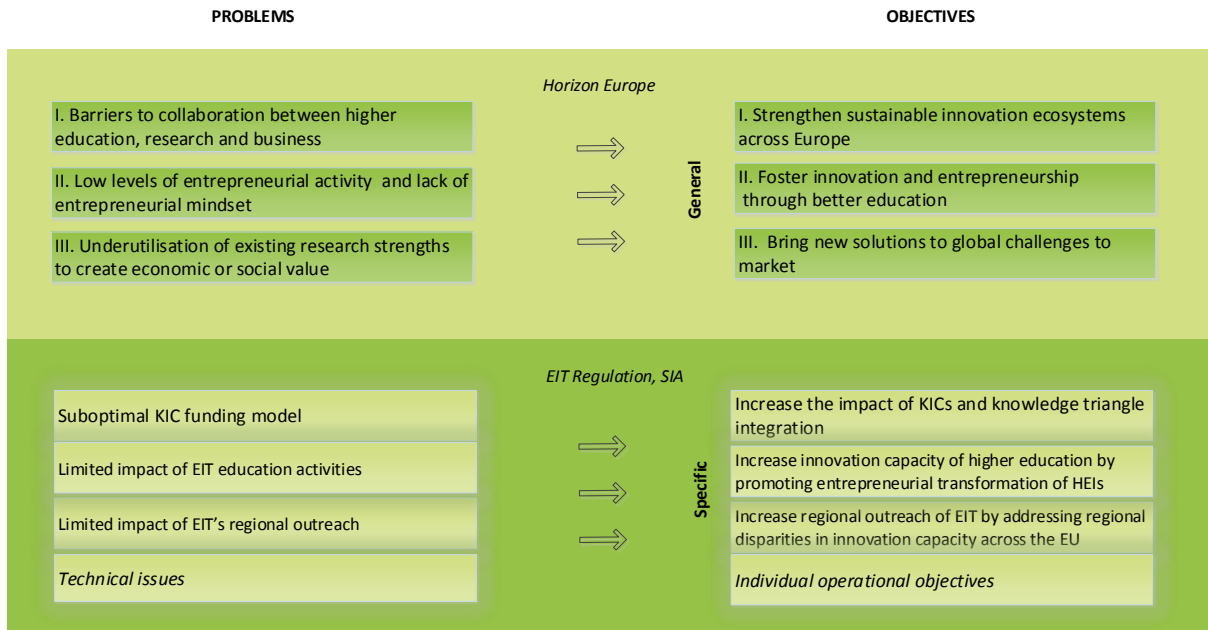 PROBLEMS
OBJECTIVES
Horizon Europe
I. Barriers to collaboration between higher
education, research and business
II. Low levels of entrepreneurial activity and lack of
entrepreneurial mindset
III. Underutilisation of existing research strengths
to create economic or social value
General
I. Strengthen sustainable innovation ecosystems
across Europe
II. Foster innovation and entrepreneurship
through better education
III. Bring new solutions to global challenges to
market
EIT Regulation, SIA
Suboptimal KIC funding model
Limited impact of EIT education activities
Limited impact of EIT’s regional outreach
Technical issues
Specific
Increase the impact of KICs and knowledge triangle
integration
Increase innovation capacity of higher education by
promoting entrepreneurial transformation of HEIs
Increase regional outreach of EIT by addressing regional
disparities in innovation capacity across the EU
Individual operational objectives